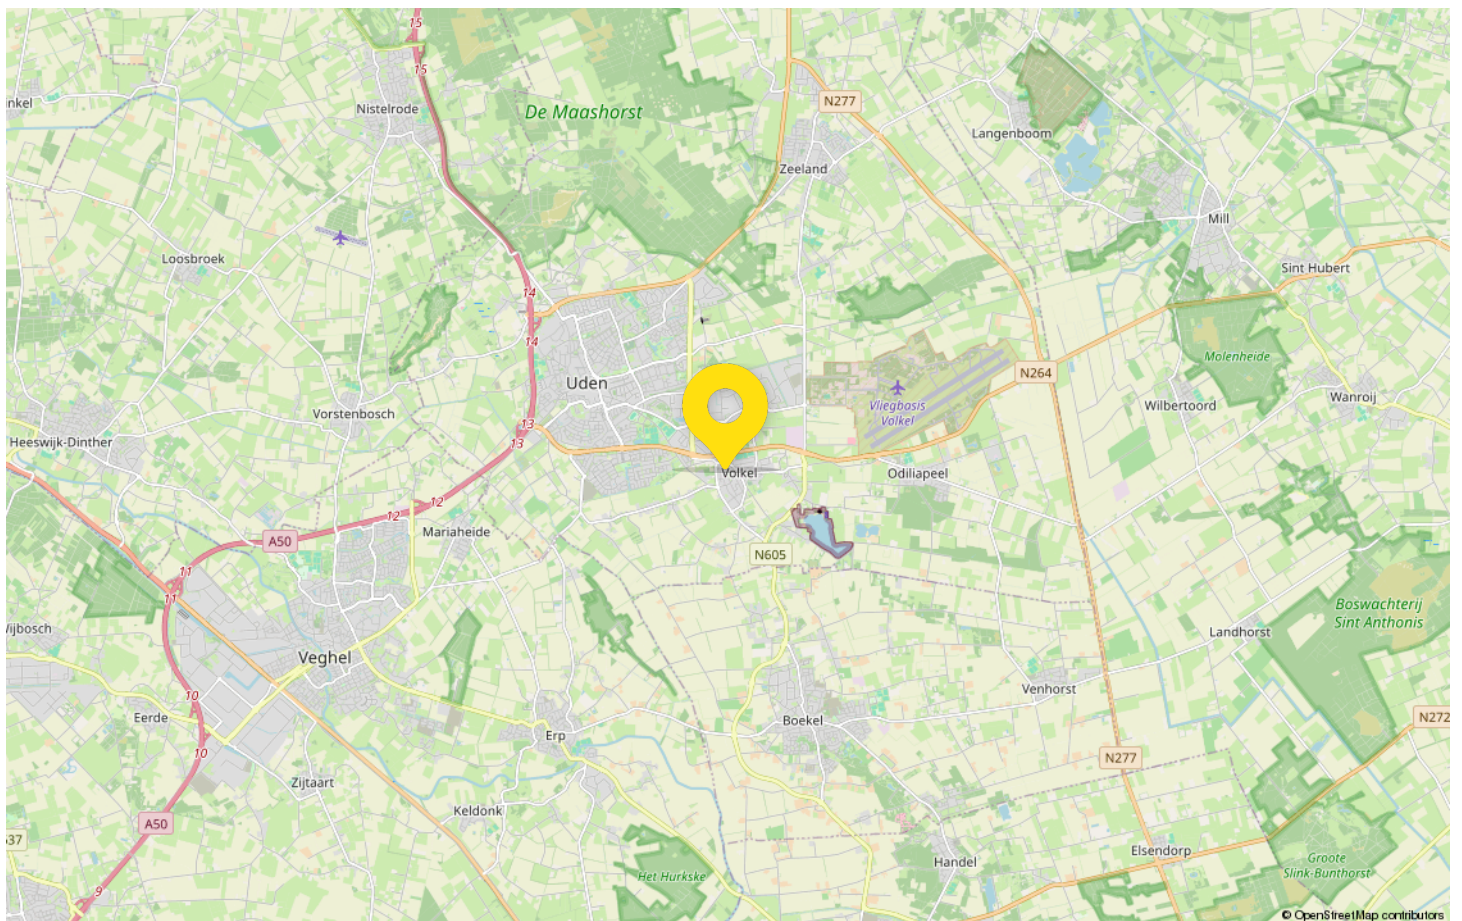 15
15
nkel
Nistelrode
De Maashorst
N277
Langenboom
Zeeland
Mill
Loosbroek
Sint Hubert
14
14
Molenheide
N264
Uden
Vliegbasis
Volkel
Wilbertoord
Wanroij
Vorstenbosch
13
13
Heeswijk-Dinther
Volkel
Odiliapeel
12
12
Mariaheide
A50
N605
11
11
Boswachterij
Sint Anthonis
Wijbosch
Landhorst
Veghel
Venhorst
10
Eerde
Boekel
N272
Erp
10
N277
Zijtaart
Keldonk
A50
37
Elsendorp
Handel
Groote
Slink-Bunthorst
Het Hurkske
9
© OpenStreetMap contributors